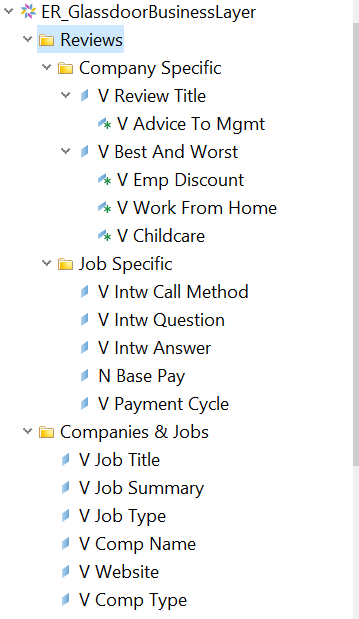 ER_GlassdoorBusinessLayer
Reviews
Company Specific
V Review Title
V Advice To Mgmt
V Best And Worst
V Emp Discount
V Work From Home
V Childcare
Job Specific
V Intw Call Method
V Intw Question
V Intw Answer
N Base Pay
V Payment Cycle
Companies & Jobs
V Job Title
V Job Summary
V Job Type
V Comp Name
V Website
V Comp Type